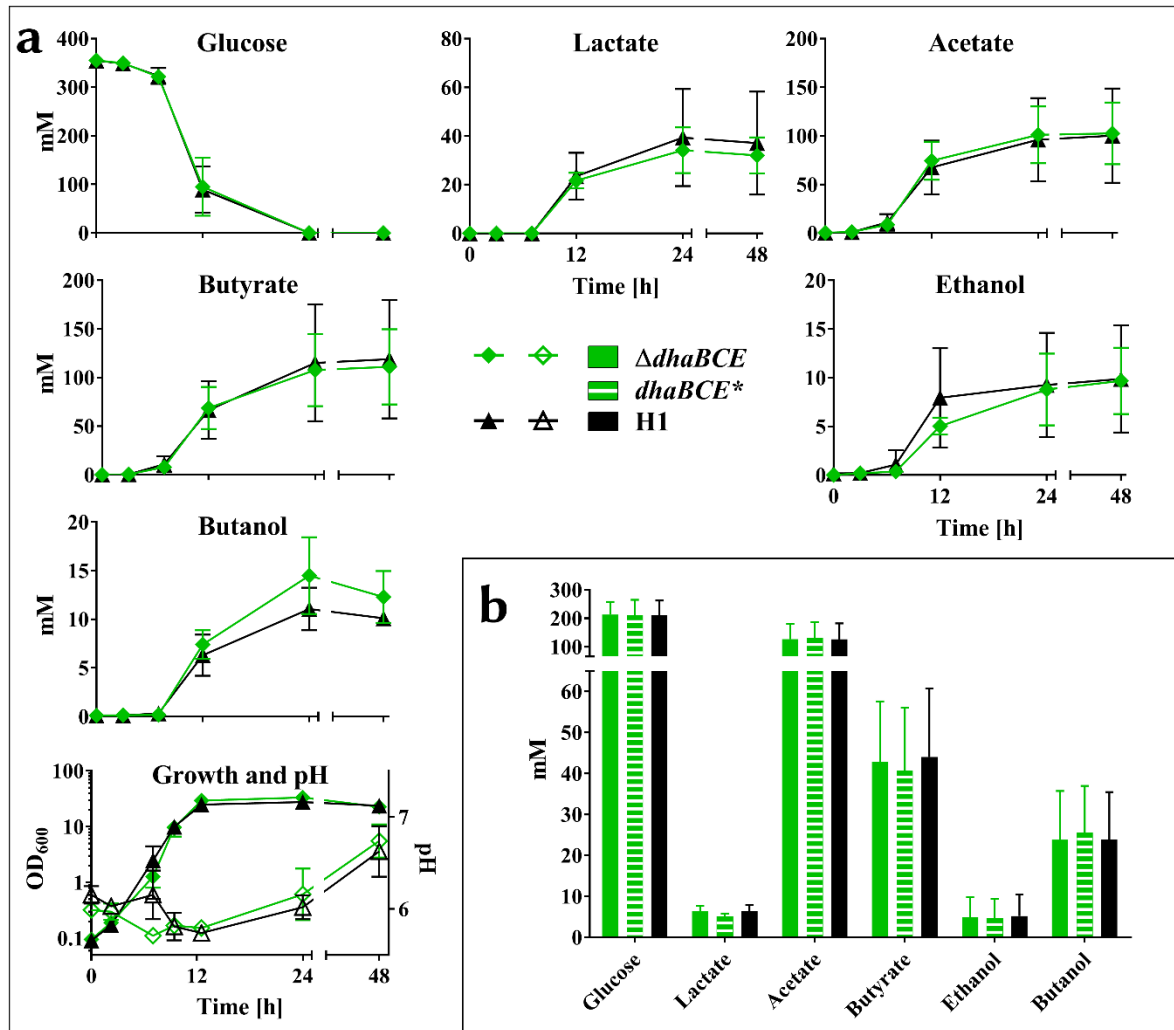 a
Glucose
400
300
200
100
0
mM
Lactate
80
60
40
20
0
0 12 24 48
Time [h]
Acetate
200
150
100
50
0
Butyrate
200
150
100
50
0
mM
ΔdhaBCE
dhaBCE*
H1
Ethanol
20
15
10
5
0
0 12 24 48
Time [h]
Butanol
20
15
10
5
0
mM
Growth and pH
100
10
1
0.1
OD600
7
6
pH
0 12 24 48
Time [h]
b
300
200
100
60
40
20
0
mM
Glucose
Lactate
Acetate
Butyrate
Ethanol
Butanol